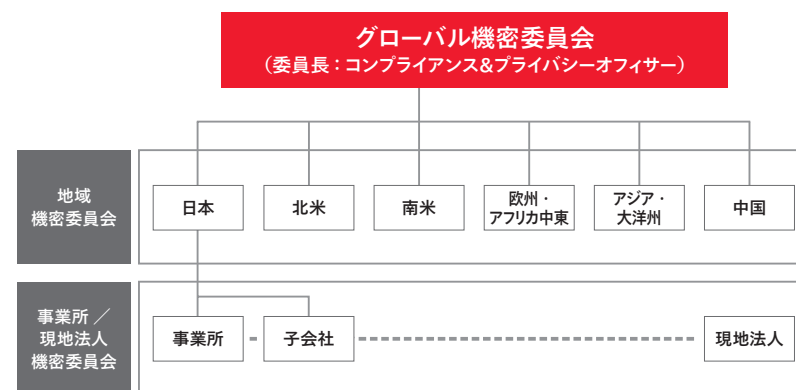 グローバル機密委員会
（委員長：コンプライアンス&プライバシーオフィサー）
地域
機密委員会
日本
北米
南米
欧州・
アフリカ中東
アジア・
大洋州
中国
事業所／
現地法人
機密委員会
事業所
子会社
現地法人